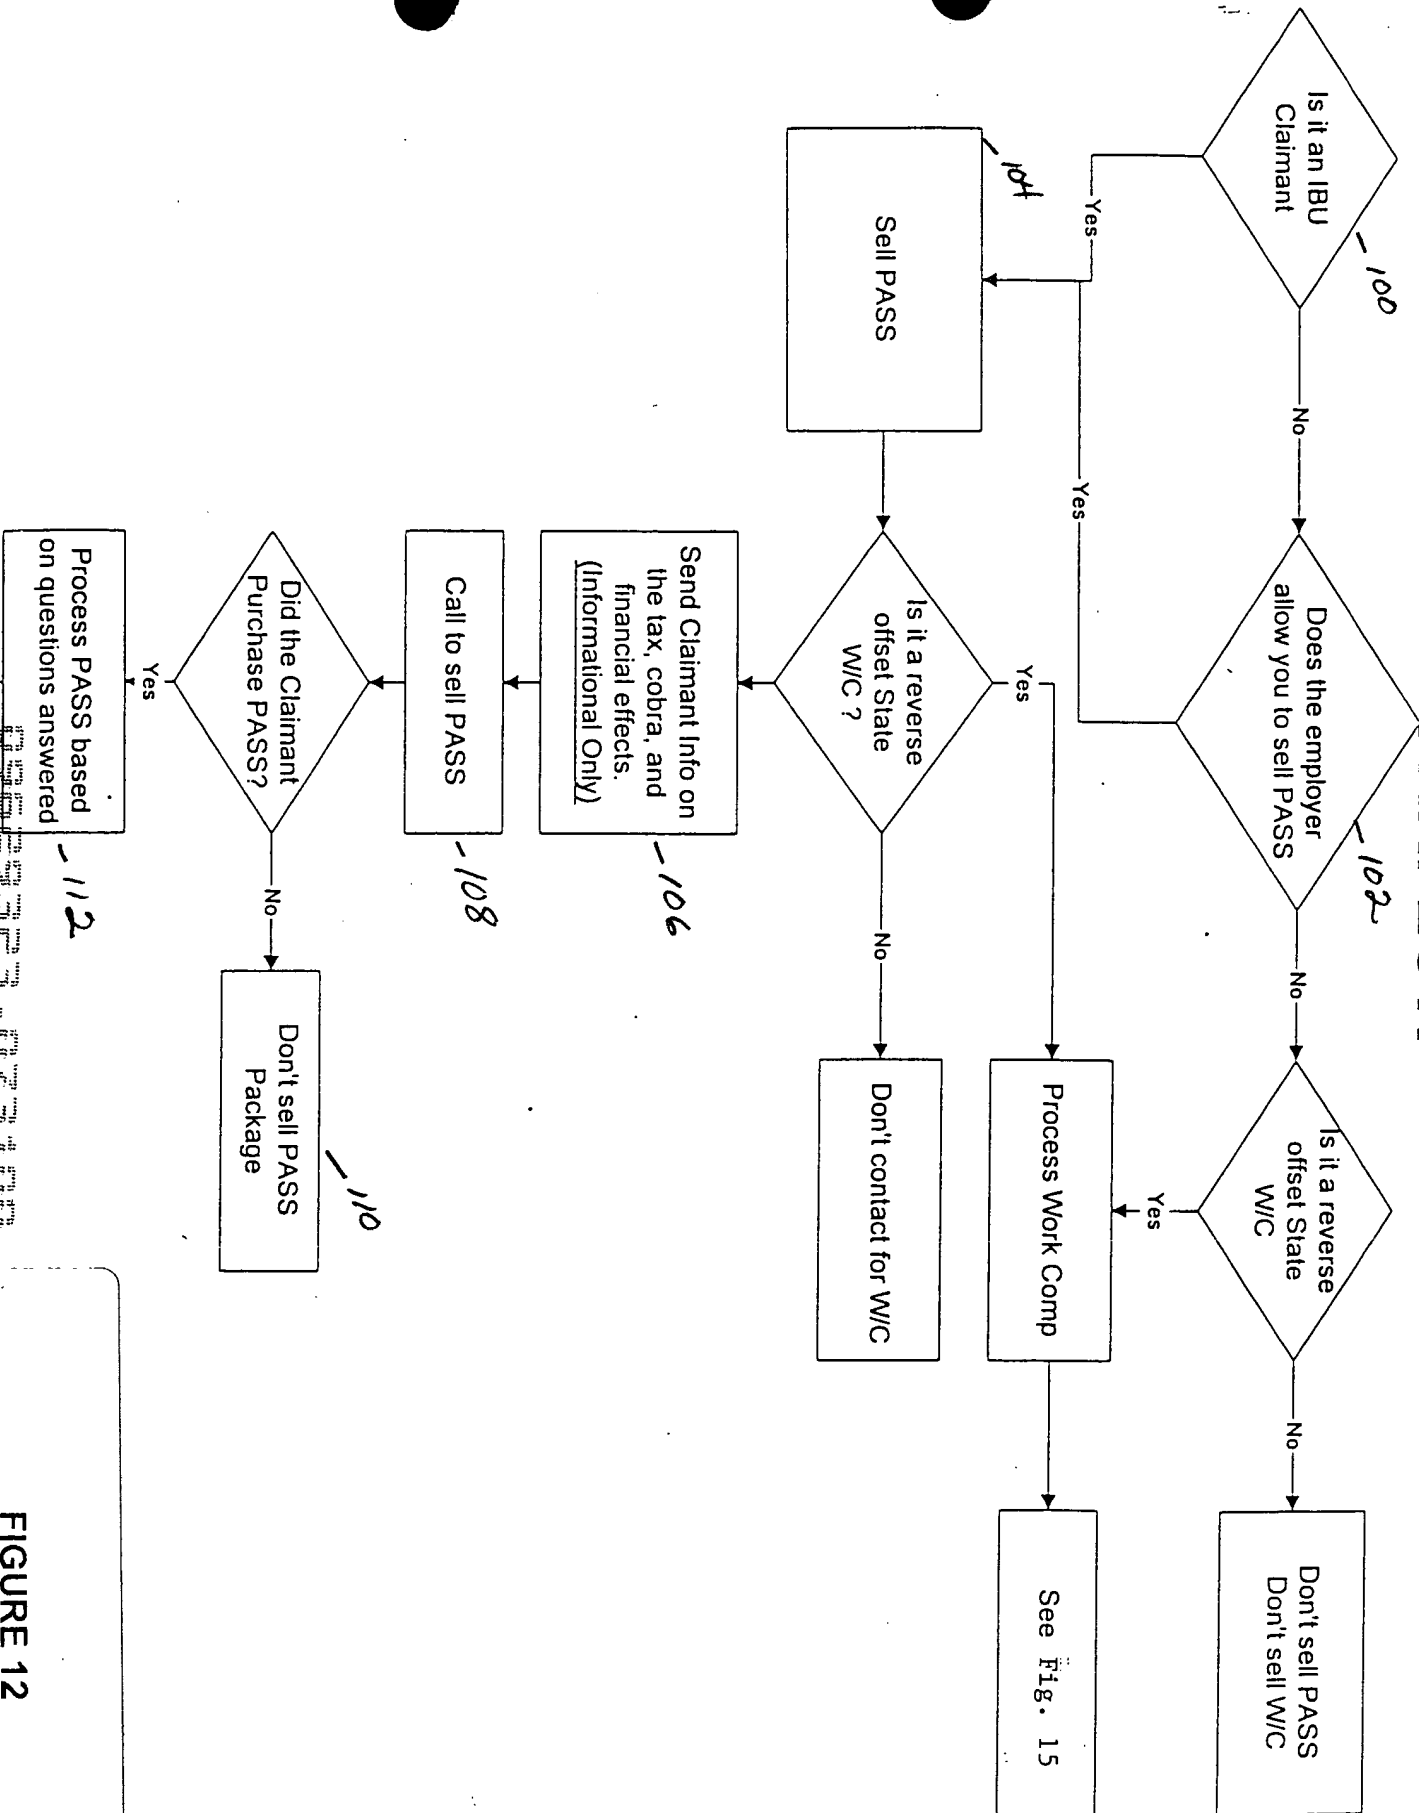 Is it an IBU
Claimant
100
No
Does the employer
allow you to sell PASS
102
No
Is it a reverse
offset State
W/C
No
Don't sell PASS
Don't sell W/C
Yes
Yes
Yes
104
Sell PASS
Is it a reverse
offset State
W/C ?
Yes
Process Work Comp
See Fig. 15
No
Don't contact for W/C
Send Claimant Info on
the tax, cobra, and
financial effects.
(Informational Only)
106
Call to sell PASS
108
Did the Claimant
Purchase PASS?
No
Don't sell PASS
Package
110
Yes
Process PASS based
on questions answered
112
FIGURE 12